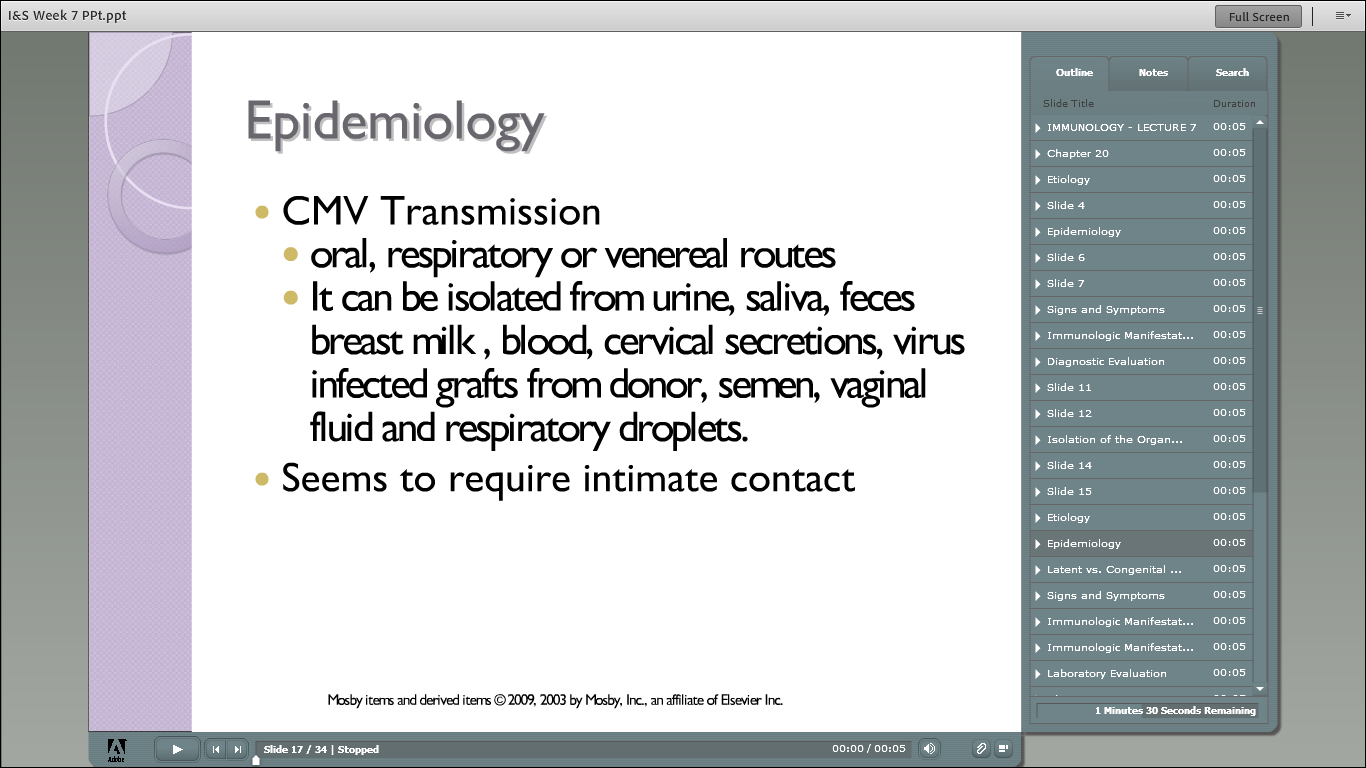 I&S Week 7 PPt.ppt
Full Screen
Epidemiology
CMV Transmission
oral, respiratory or venereal routes
It can be isolated from urine, saliva, feces
breast milk , blood, cervical secretions, virus
infected grafts from donor, semen, vaginal
fluid and respiratory droplets.
Seems to require intimate contact
Mosby items and derived items © 2009, 2003 by Mosby, Inc., an affiliate of Elsevier Inc.
Outline Notes Search
Slide Title Duration
IMMUNOLOGY - LECTURE 7 00:05
Chapter 20 00:05
Etiology 00:05
Slide 4 00:05
Epidemiology 00:05
Slide 6 00:05
Slide 7 00:05
Signs and Symptoms 00:05
Immunologic Manifestat... 00:05
Diagnostic Evaluation 00:05
Slide 11 00:05
Slide 12 00:05
Isolation of the Organ... 00:05
Slide 14 00:05
Slide 15 00:05
Etiology 00:05
Epidemiology 00:05
Latent vs. Congenital ... 00:05
Signs and Symptoms 00:05
Immunologic Manifestat... 00:05
Immunologic Manifestat... 00:05
Laboratory Evaluation 00:05
1 Minutes 30 Seconds Remaining
Adobe
Slide 17 / 34 | Stopped 00:00 / 00:05